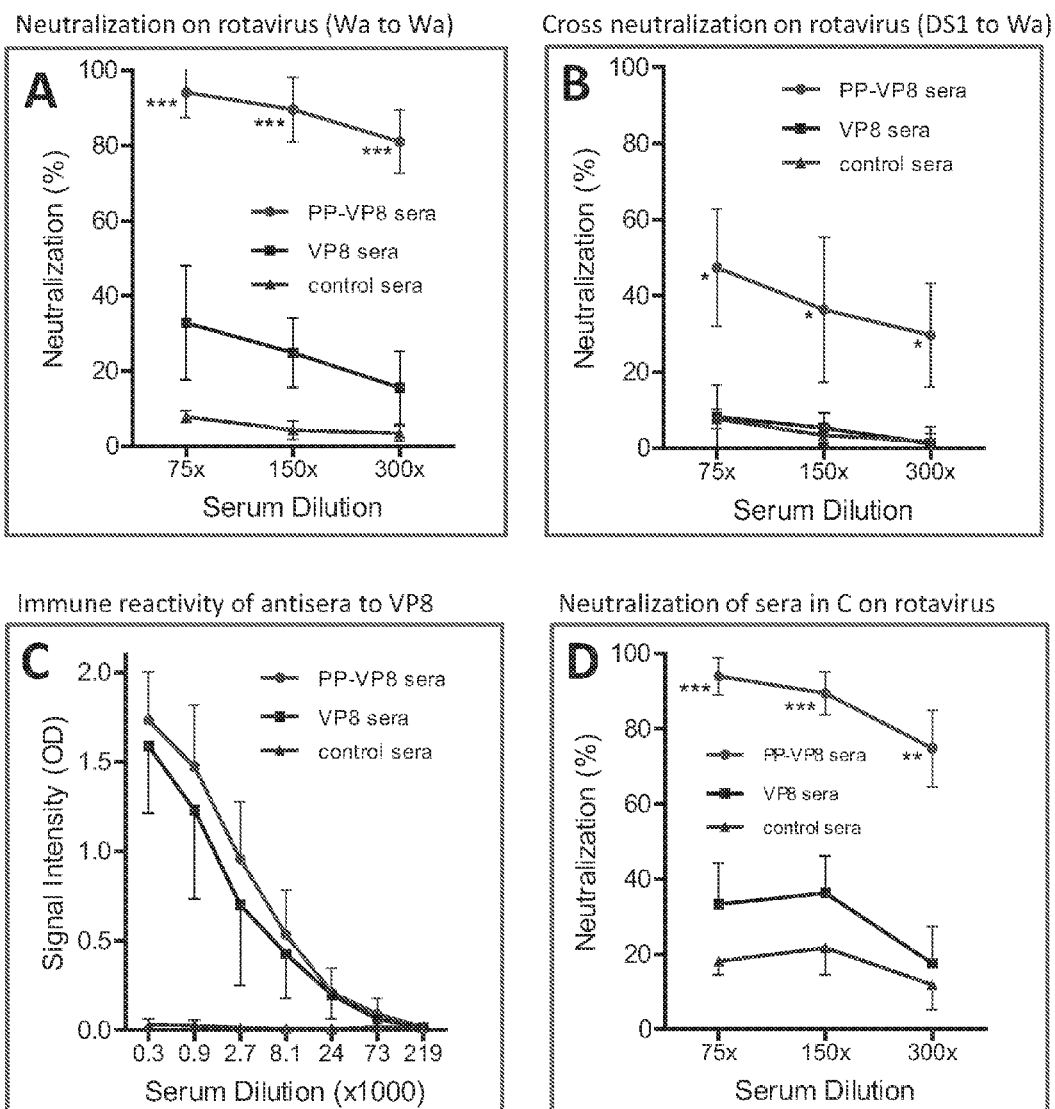 Neutralization on rotavirus (Wa to Wa)
A
100
80
60
40
20
0
Neutralization (%)
***
***
***
PP-VP8 sera
VP8 sera
control sera
75x 150x 300x
Serum Dilution
Cross neutralization on rotavirus (DS1 to Wa)
B
100
80
60
40
20
0
Neutralization (%)
PP-VP8 sera
VP8 sera
control sera
*
*
*
75x 150x 300x
Serum Dilution
Immune reactivity of antisera to VP8
C
2.0
1.5
1.0
0.5
0.0
Signal Intensity (OD)
PP-VP8 sera
VP8 sera
control sera
0.3 0.9 2.7 8.1 24 73 219
Serum Dilution (x1000)
Neutralization of sera in C on rotavirus
D
100
80
60
40
20
0
Neutralization (%)
***
***
**
PP-VP8 sera
VP8 sera
control sera
75x 150x 300x
Serum Dilution